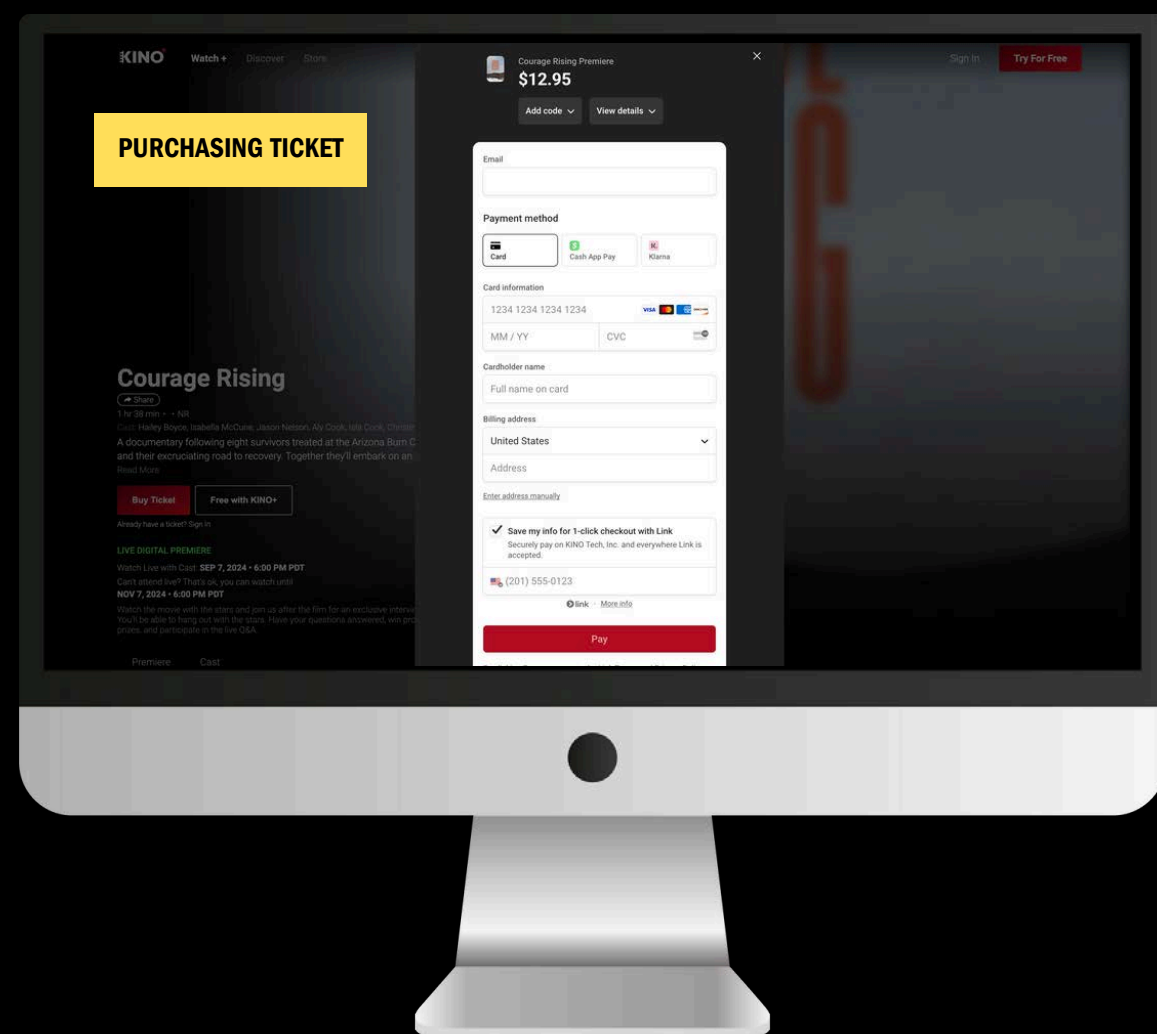 KINO
Watch +
Discover
Store
Sign In
Try For Free
PURCHASING TICKET
Courage Rising Premiere
$12.95
Add code
View details
Email
Payment method
Card
Cash App Pay
Klarna
Card information
1234 1234 1234 1234
VISA
MM / YY
CVC
Cardholder name
Full name on card
Billing address
United States
Address
Enter address manually
Save my info for 1-click checkout with Link
Securely pay on KINO Tech, Inc. and everywhere Link is
accepted.
(201) 555-0123
link · More info
Pay
Courage Rising
Share
1 hr 38 min • • NR
Cast: Hailey Boyce, Isabella McCune, Jason Nelson, Aly Cook, Isla Cook,
A documentary following eight survivors treated at the Arizona Burn C
and their excruciating road to recovery. Together they'll embark on an
Read More
Buy Ticket
Free with KINO+
Already have a ticket? Sign in
LIVE DIGITAL PREMIERE
Watch Live with Cast: SEP 7, 2024 • 6:00 PM PDT
Can't attend live? That's ok, you can watch until
NOV 7, 2024 • 6:00 PM PDT
Watch the movie with the stars and join us after the film for an exclusive
You'll be able to hang out with the stars. Have your questions answered, win
prizes, and participate in the live Q&A.
Premiere
Cast